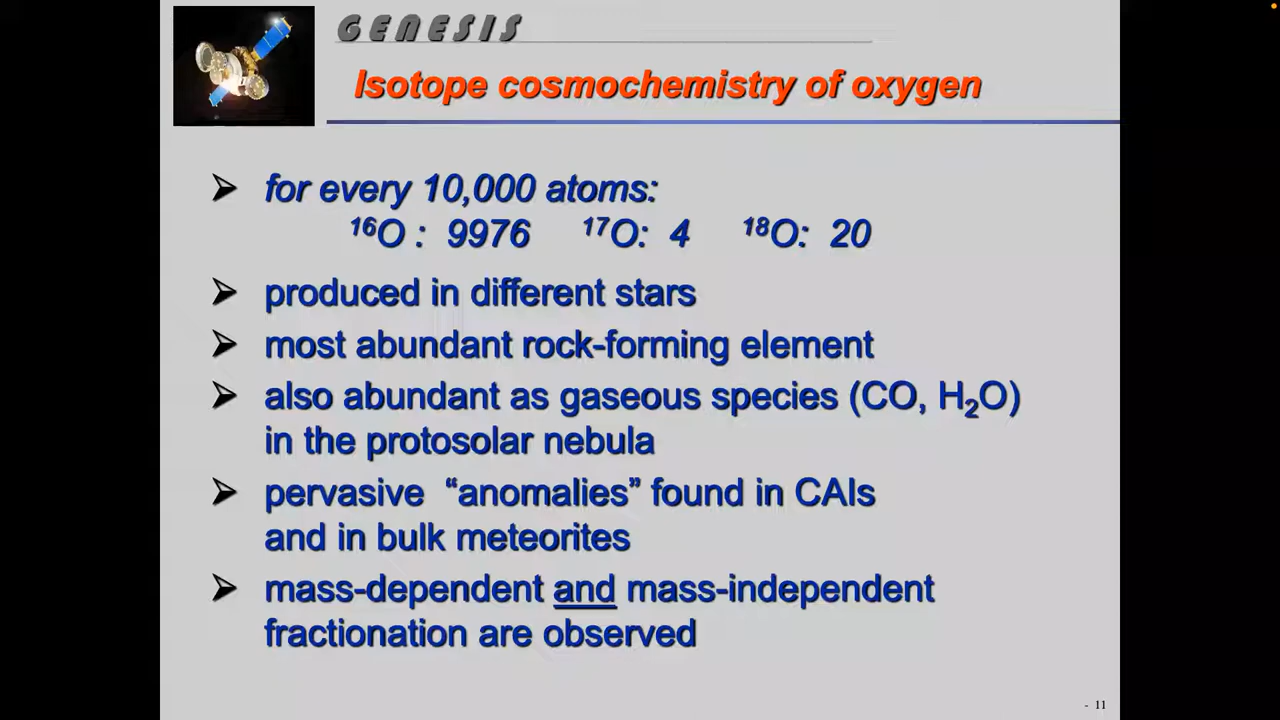 GENESIS
Isotope cosmochemistry of oxygen
➢ for every 10,000 atoms:
¹⁶O : 9976 ¹⁷O: 4 ¹⁸O: 20
➢ produced in different stars
➢ most abundant rock-forming element
➢ also abundant as gaseous species (CO, H₂O)
in the protosolar nebula
➢ pervasive “anomalies” found in CAIs
and in bulk meteorites
➢ mass-dependent and mass-independent
fractionation are observed
- 11